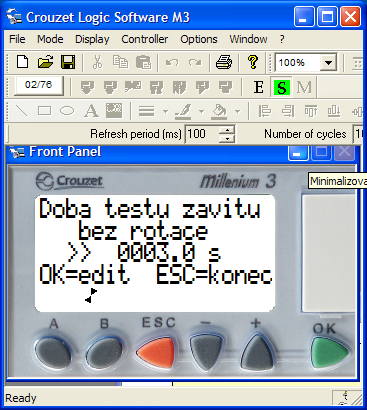 Crouzet Logic Software M3
File Mode Display Controller Options Window ?
100%
02/76 E S M
Refresh period (ms) 100 Number of cycles
Front Panel
Minimalizova
Crouzet millenium 3
Doba testu zavitu
bez rotace
>> 0003.0 s
OK=edit ESC=konec
A B ESC − + OK
Ready